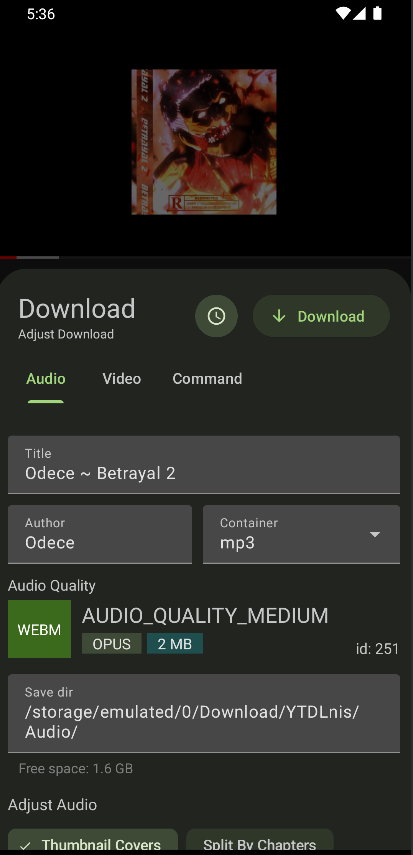 5:36
BETRAYAL 2
R
Download
Adjust Download
Download
Audio
Video
Command
Title
Odece ~ Betrayal 2
Author
Odece
Container
mp3
Audio Quality
WEBM
AUDIO_QUALITY_MEDIUM
OPUS
2 MB
id: 251
Save dir
/storage/emulated/0/Download/YTDLnis/
Audio/
Free space: 1.6 GB
Adjust Audio
Thumbnail Covers
Split By Chapters